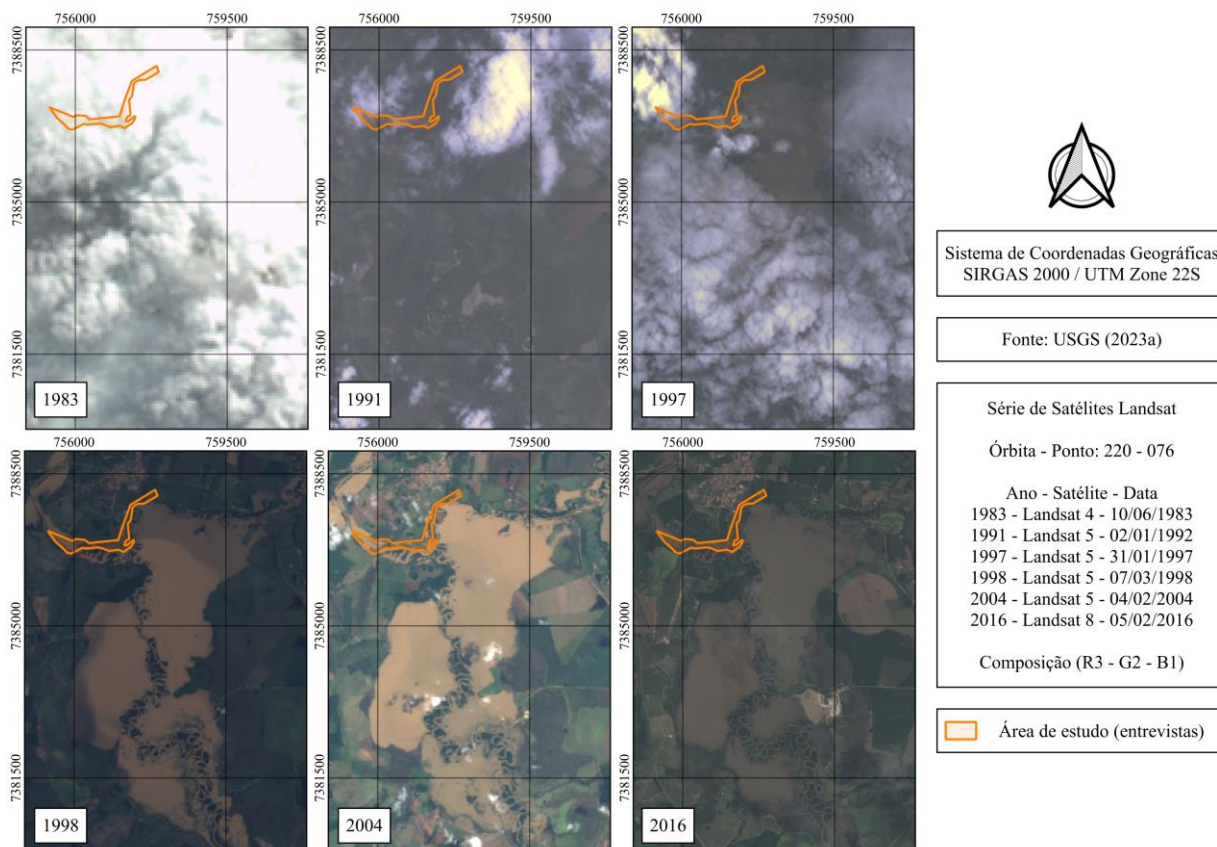 756000 759500 756000 759500 756000 759500
7388500
7385000
7381500
7388500
7385000
7381500
7388500
7385000
7381500
1983
1991
1997
756000 759500 756000 759500 756000 759500
7388500
7385000
7381500
7388500
7385000
7381500
7388500
7385000
7381500
1998
2004
2016
Sistema de Coordenadas Geográficas
SIRGAS 2000 / UTM Zone 22S
Fonte: USGS (2023a)
Série de Satélites Landsat
Órbita - Ponto: 220 - 076
Ano - Satélite - Data
1983 - Landsat 4 - 10/06/1983
1991 - Landsat 5 - 02/01/1992
1997 - Landsat 5 - 31/01/1997
1998 - Landsat 5 - 07/03/1998
2004 - Landsat 5 - 04/02/2004
2016 - Landsat 8 - 05/02/2016
Composição (R3 - G2 - B1)
Área de estudo (entrevistas)